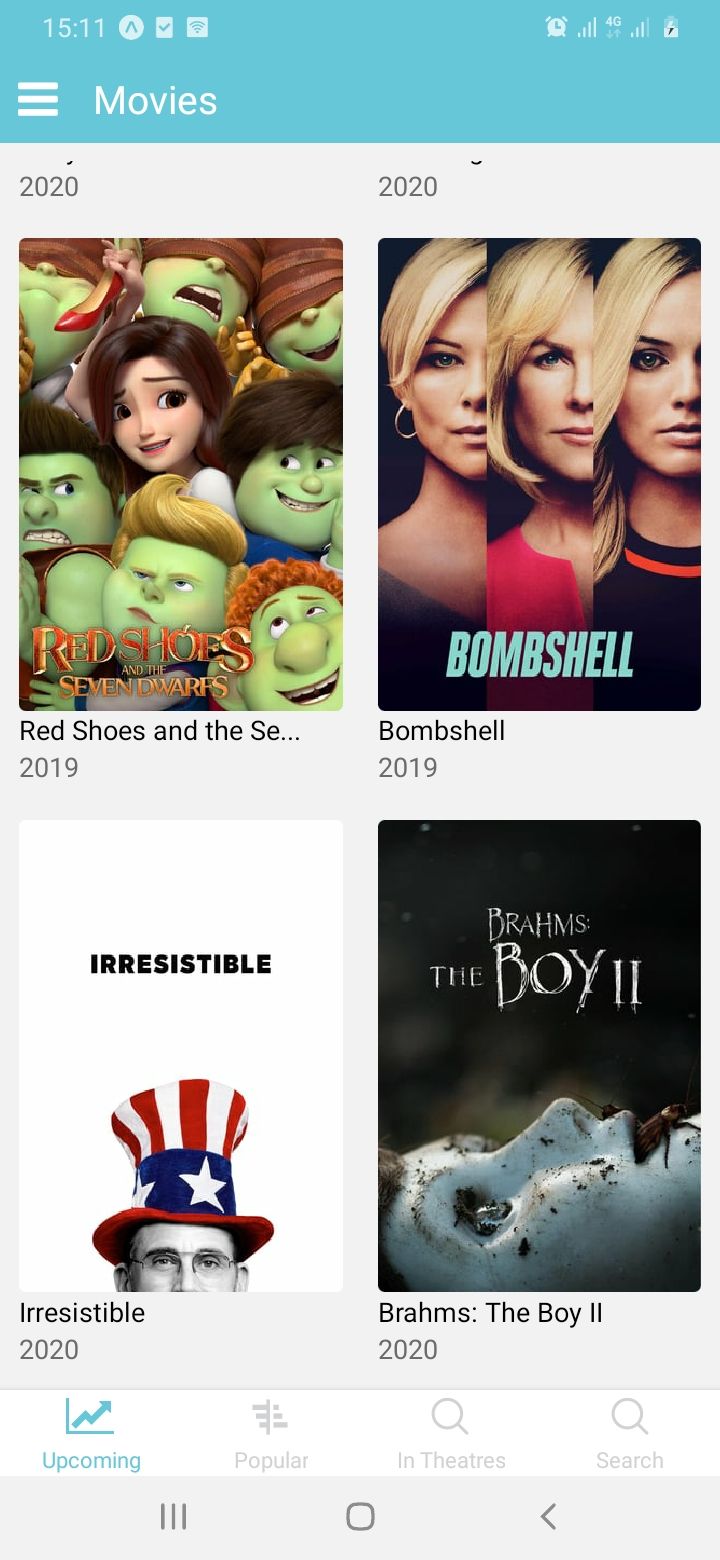 15:11
4G
Movies
2020
2020
RED SHOES
AND THE
SEVEN DWARFS
BOMBSHELL
Red Shoes and the Se...
Bombshell
2019
2019
IRRESISTIBLE
BRAHMS:
THE BOY II
Irresistible
Brahms: The Boy II
2020
2020
Upcoming
Popular
In Theatres
Search